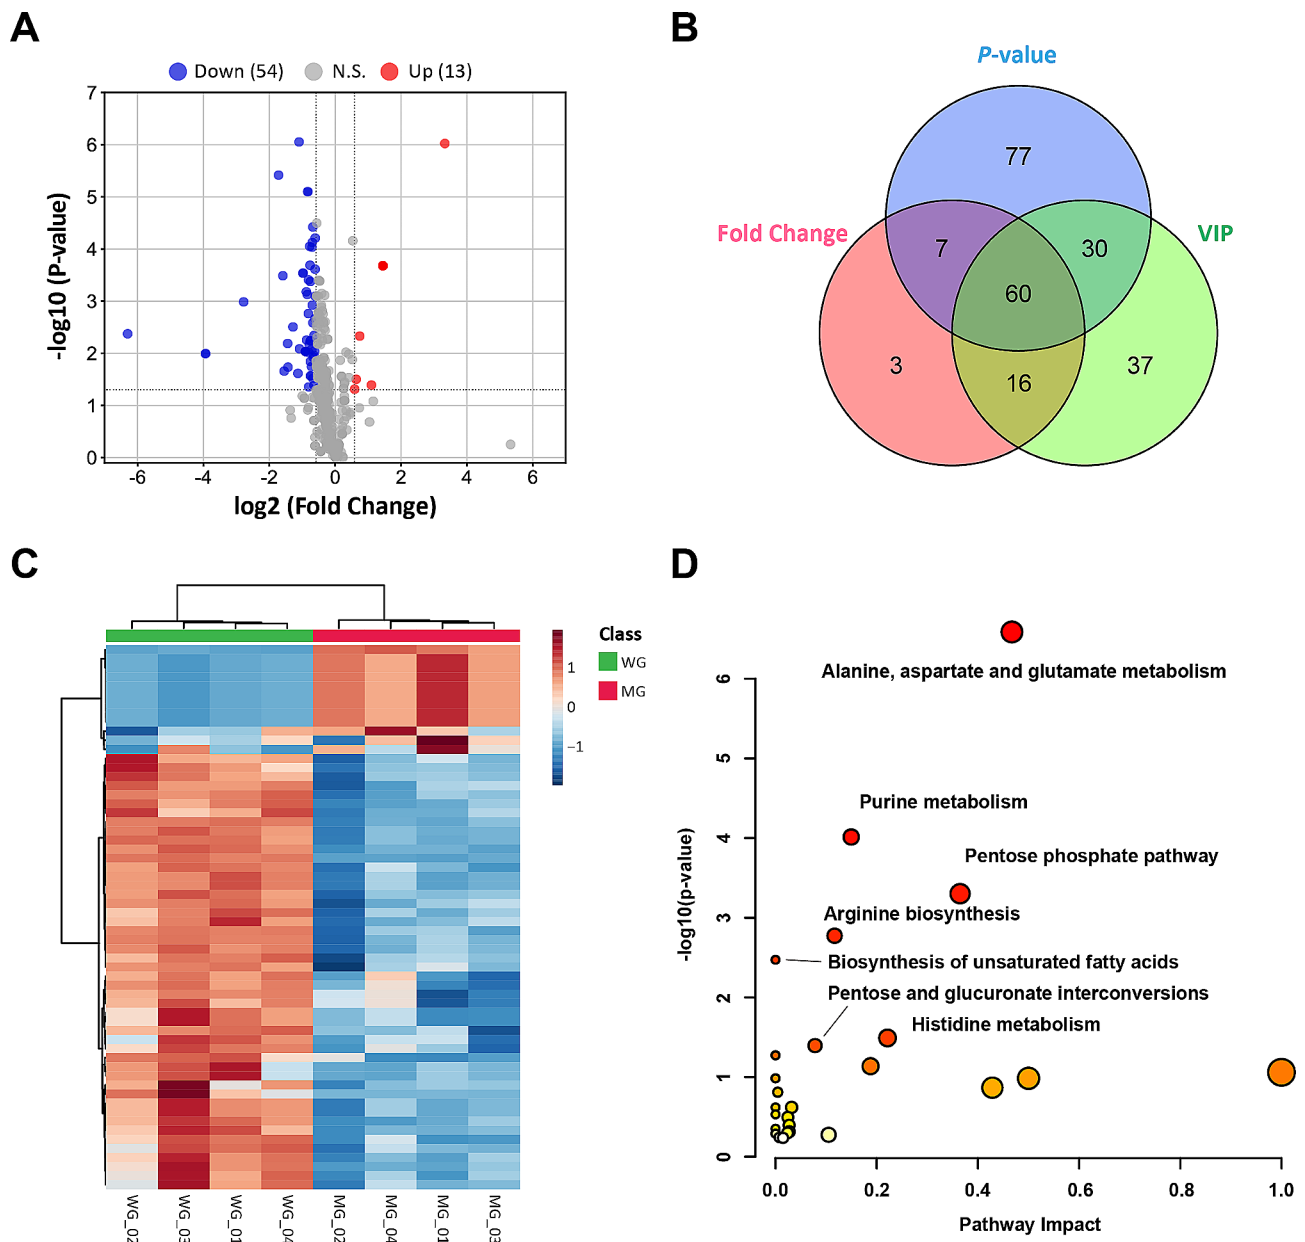 A
Down (54)
N.S.
Up (13)
7
6
5
4
3
2
1
0
-log10 (P-value)
-6
-4
-2
0
2
4
6
log2 (Fold Change)
B
P-value
Fold Change
VIP
77
7
30
60
3
16
37
C
Class
WG
MG
1
0
−1
WG_02
WG_03
WG_01
WG_04
MG_02
MG_04
MG_01
MG_03
D
Alanine, aspartate and glutamate metabolism
Purine metabolism
Pentose phosphate pathway
Arginine biosynthesis
Biosynthesis of unsaturated fatty acids
Pentose and glucuronate interconversions
Histidine metabolism
6
5
4
3
2
1
0
-log10(p-value)
0.0
0.2
0.4
0.6
0.8
1.0
Pathway Impact